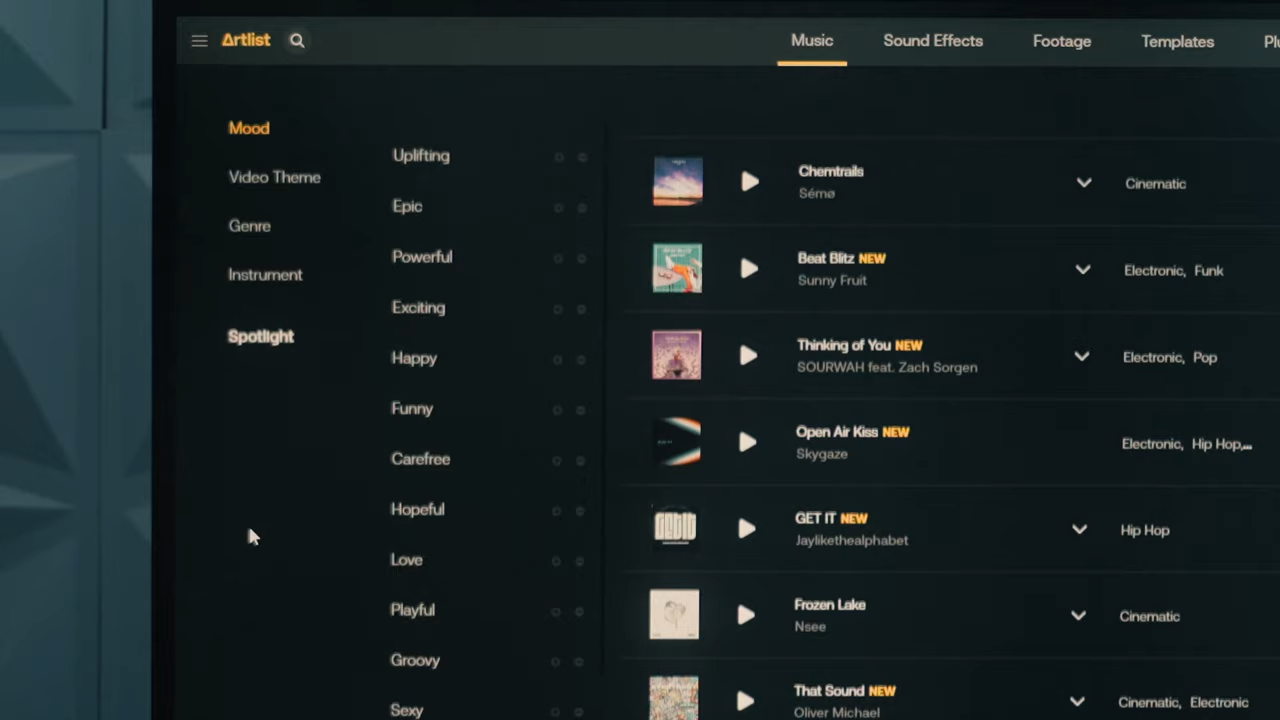 Artlist
Music
Sound Effects
Footage
Templates
Mood
Video Theme
Genre
Instrument
Spotlight
Uplifting
Epic
Powerful
Exciting
Happy
Funny
Carefree
Hopeful
Love
Playful
Groovy
Sexy
Chemtrails
Sémø
Cinematic
Beat Blitz NEW
Sunny Fruit
Electronic, Funk
Thinking of You NEW
SOURWAH feat. Zach Sorgen
Electronic, Pop
Open Air Kiss NEW
Skygaze
Electronic, Hip Hop,...
GET IT NEW
Jaylikethealphabet
Hip Hop
Frozen Lake
Nsee
Cinematic
That Sound NEW
Oliver Michael
Cinematic, Electronic